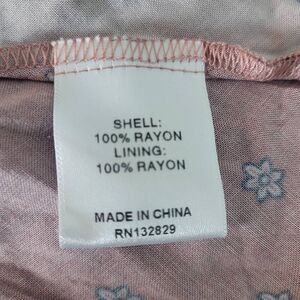 SHELL:
100% RAYON
LINING:
100% RAYON
MADE IN CHINA
RN132829